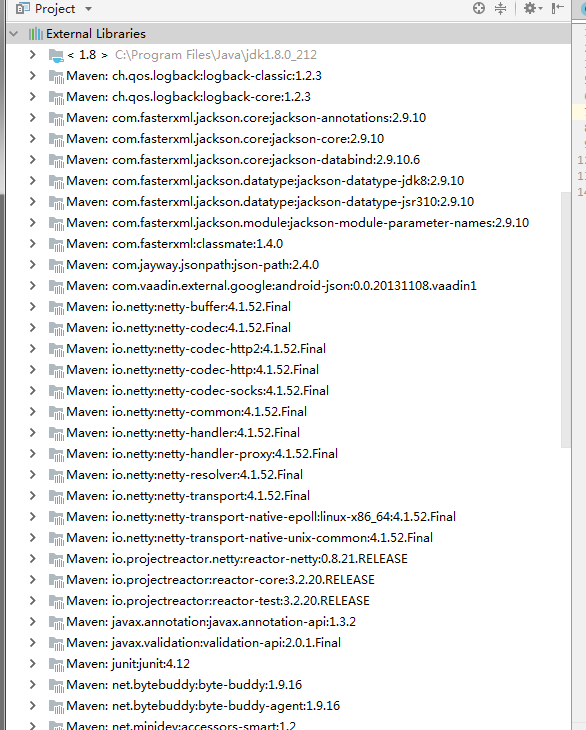 Project
External Libraries
< 1.8 > C:\Program Files\Java\jdk1.8.0_212
Maven: ch.qos.logback:logback-classic:1.2.3
Maven: ch.qos.logback:logback-core:1.2.3
Maven: com.fasterxml.jackson.core:jackson-annotations:2.9.10
Maven: com.fasterxml.jackson.core:jackson-core:2.9.10
Maven: com.fasterxml.jackson.core:jackson-databind:2.9.10.6
Maven: com.fasterxml.jackson.datatype:jackson-datatype-jdk8:2.9.10
Maven: com.fasterxml.jackson.datatype:jackson-datatype-jsr310:2.9.10
Maven: com.fasterxml.jackson.module:jackson-module-parameter-names:2.9.10
Maven: com.fasterxml:classmate:1.4.0
Maven: com.jayway.jsonpath:json-path:2.4.0
Maven: com.vaadin.external.google:android-json:0.0.20131108.vaadin1
Maven: io.netty:netty-buffer:4.1.52.Final
Maven: io.netty:netty-codec:4.1.52.Final
Maven: io.netty:netty-codec-http2:4.1.52.Final
Maven: io.netty:netty-codec-http:4.1.52.Final
Maven: io.netty:netty-codec-socks:4.1.52.Final
Maven: io.netty:netty-common:4.1.52.Final
Maven: io.netty:netty-handler:4.1.52.Final
Maven: io.netty:netty-handler-proxy:4.1.52.Final
Maven: io.netty:netty-resolver:4.1.52.Final
Maven: io.netty:netty-transport:4.1.52.Final
Maven: io.netty:netty-transport-native-epoll:linux-x86_64:4.1.52.Final
Maven: io.netty:netty-transport-native-unix-common:4.1.52.Final
Maven: io.projectreactor.netty:reactor-netty:0.8.21.RELEASE
Maven: io.projectreactor:reactor-core:3.2.20.RELEASE
Maven: io.projectreactor:reactor-test:3.2.20.RELEASE
Maven: javax.annotation:javax.annotation-api:1.3.2
Maven: javax.validation:validation-api:2.0.1.Final
Maven: junit:junit:4.12
Maven: net.bytebuddy:byte-buddy:1.9.16
Maven: net.bytebuddy:byte-buddy-agent:1.9.16
Maven: net.minidev:accessors-smart:1.2